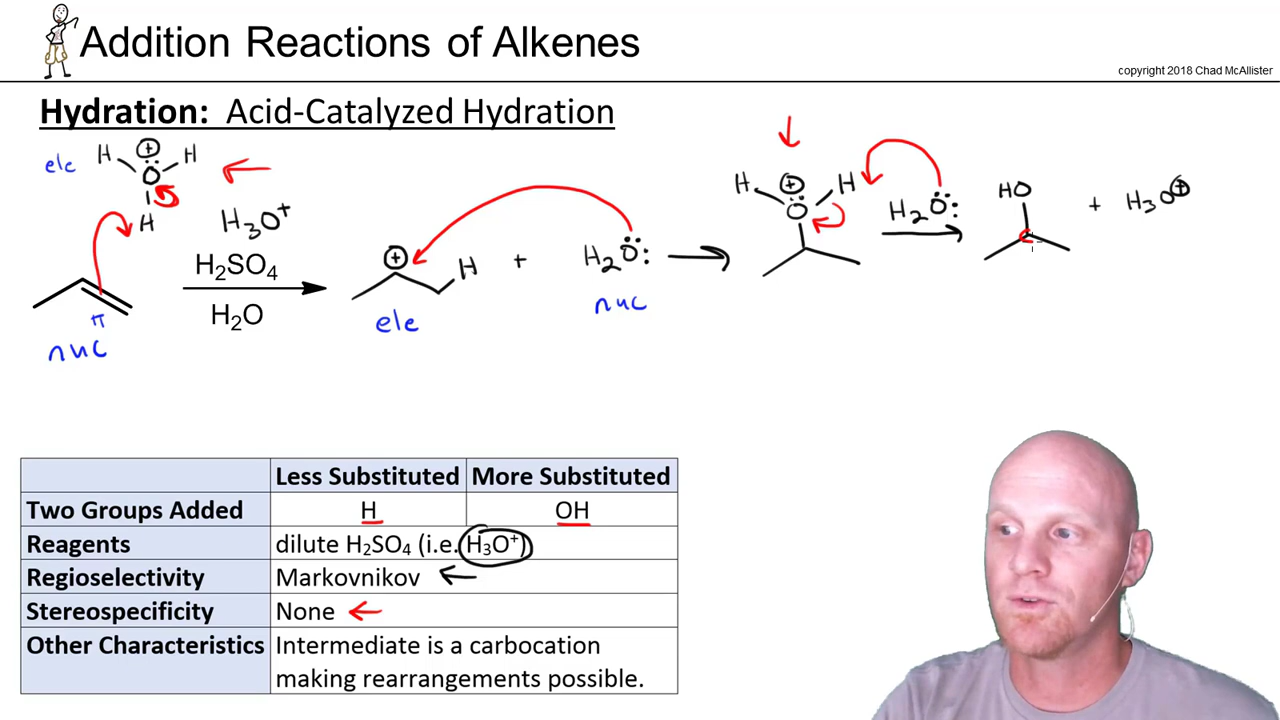 Addition Reactions of Alkenes
copyright 2018 Chad McAllister
Hydration: Acid-Catalyzed Hydration
ele H ⊕ H
O
H
H₃O⁺
H₂SO₄
H₂O
π
nuc
⊕ H
ele
+ H₂O:
nuc
H ⊕ H
O
H₂O:
HO
+ H₃O⊕
Less Substituted More Substituted
Two Groups Added H OH
Reagents dilute H₂SO₄ (i.e. H₃O⁺)
Regioselectivity Markovnikov
Stereospecificity None
Other Characteristics Intermediate is a carbocation
making rearrangements possible.